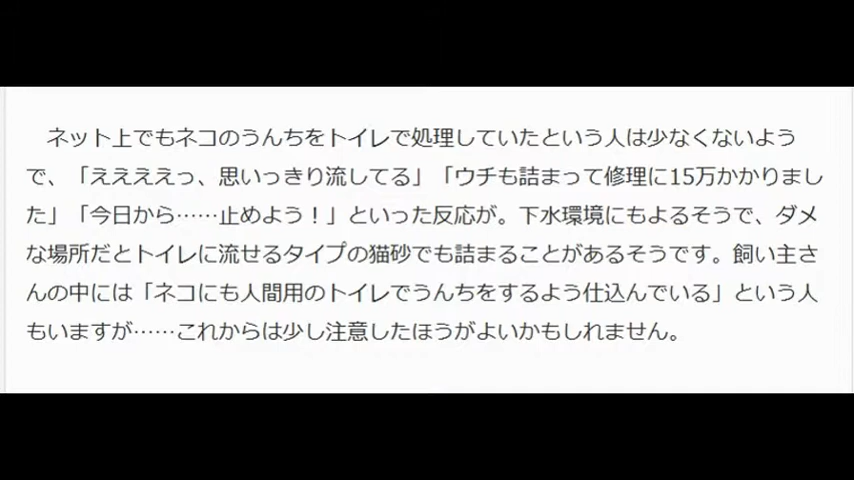 ネット上でもネコのうんちをトイレで処理していたという人は少なくないよう
で、「ええええっ、思いっきり流してる」「ウチも詰まって修理に15万かかりまし
た」「今日から……止めよう！」といった反応が。下水環境にもよるそうで、ダメ
な場所だとトイレに流せるタイプの猫砂でも詰まることがあるそうです。飼い主さ
んの中には「ネコにも人間用のトイレでうんちをするよう仕込んでいる」という人
もいますが……これからは少し注意したほうがよいかもしれません。